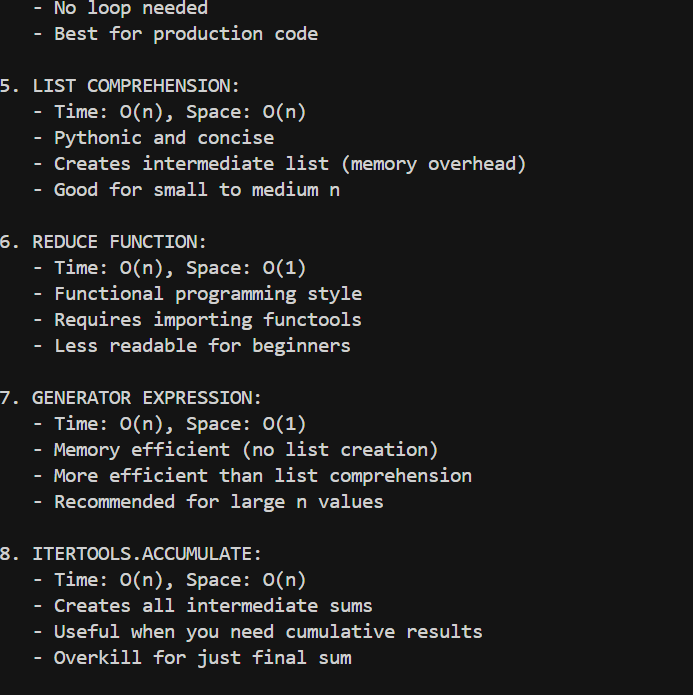 - No loop needed
- Best for production code
5. LIST COMPREHENSION:
- Time: O(n), Space: O(n)
- Pythonic and concise
- Creates intermediate list (memory overhead)
- Good for small to medium n
6. REDUCE FUNCTION:
- Time: O(n), Space: O(1)
- Functional programming style
- Requires importing functools
- Less readable for beginners
7. GENERATOR EXPRESSION:
- Time: O(n), Space: O(1)
- Memory efficient (no list creation)
- More efficient than list comprehension
- Recommended for large n values
8. ITERTOOLS.ACCUMULATE:
- Time: O(n), Space: O(n)
- Creates all intermediate sums
- Useful when you need cumulative results
- Overkill for just final sum